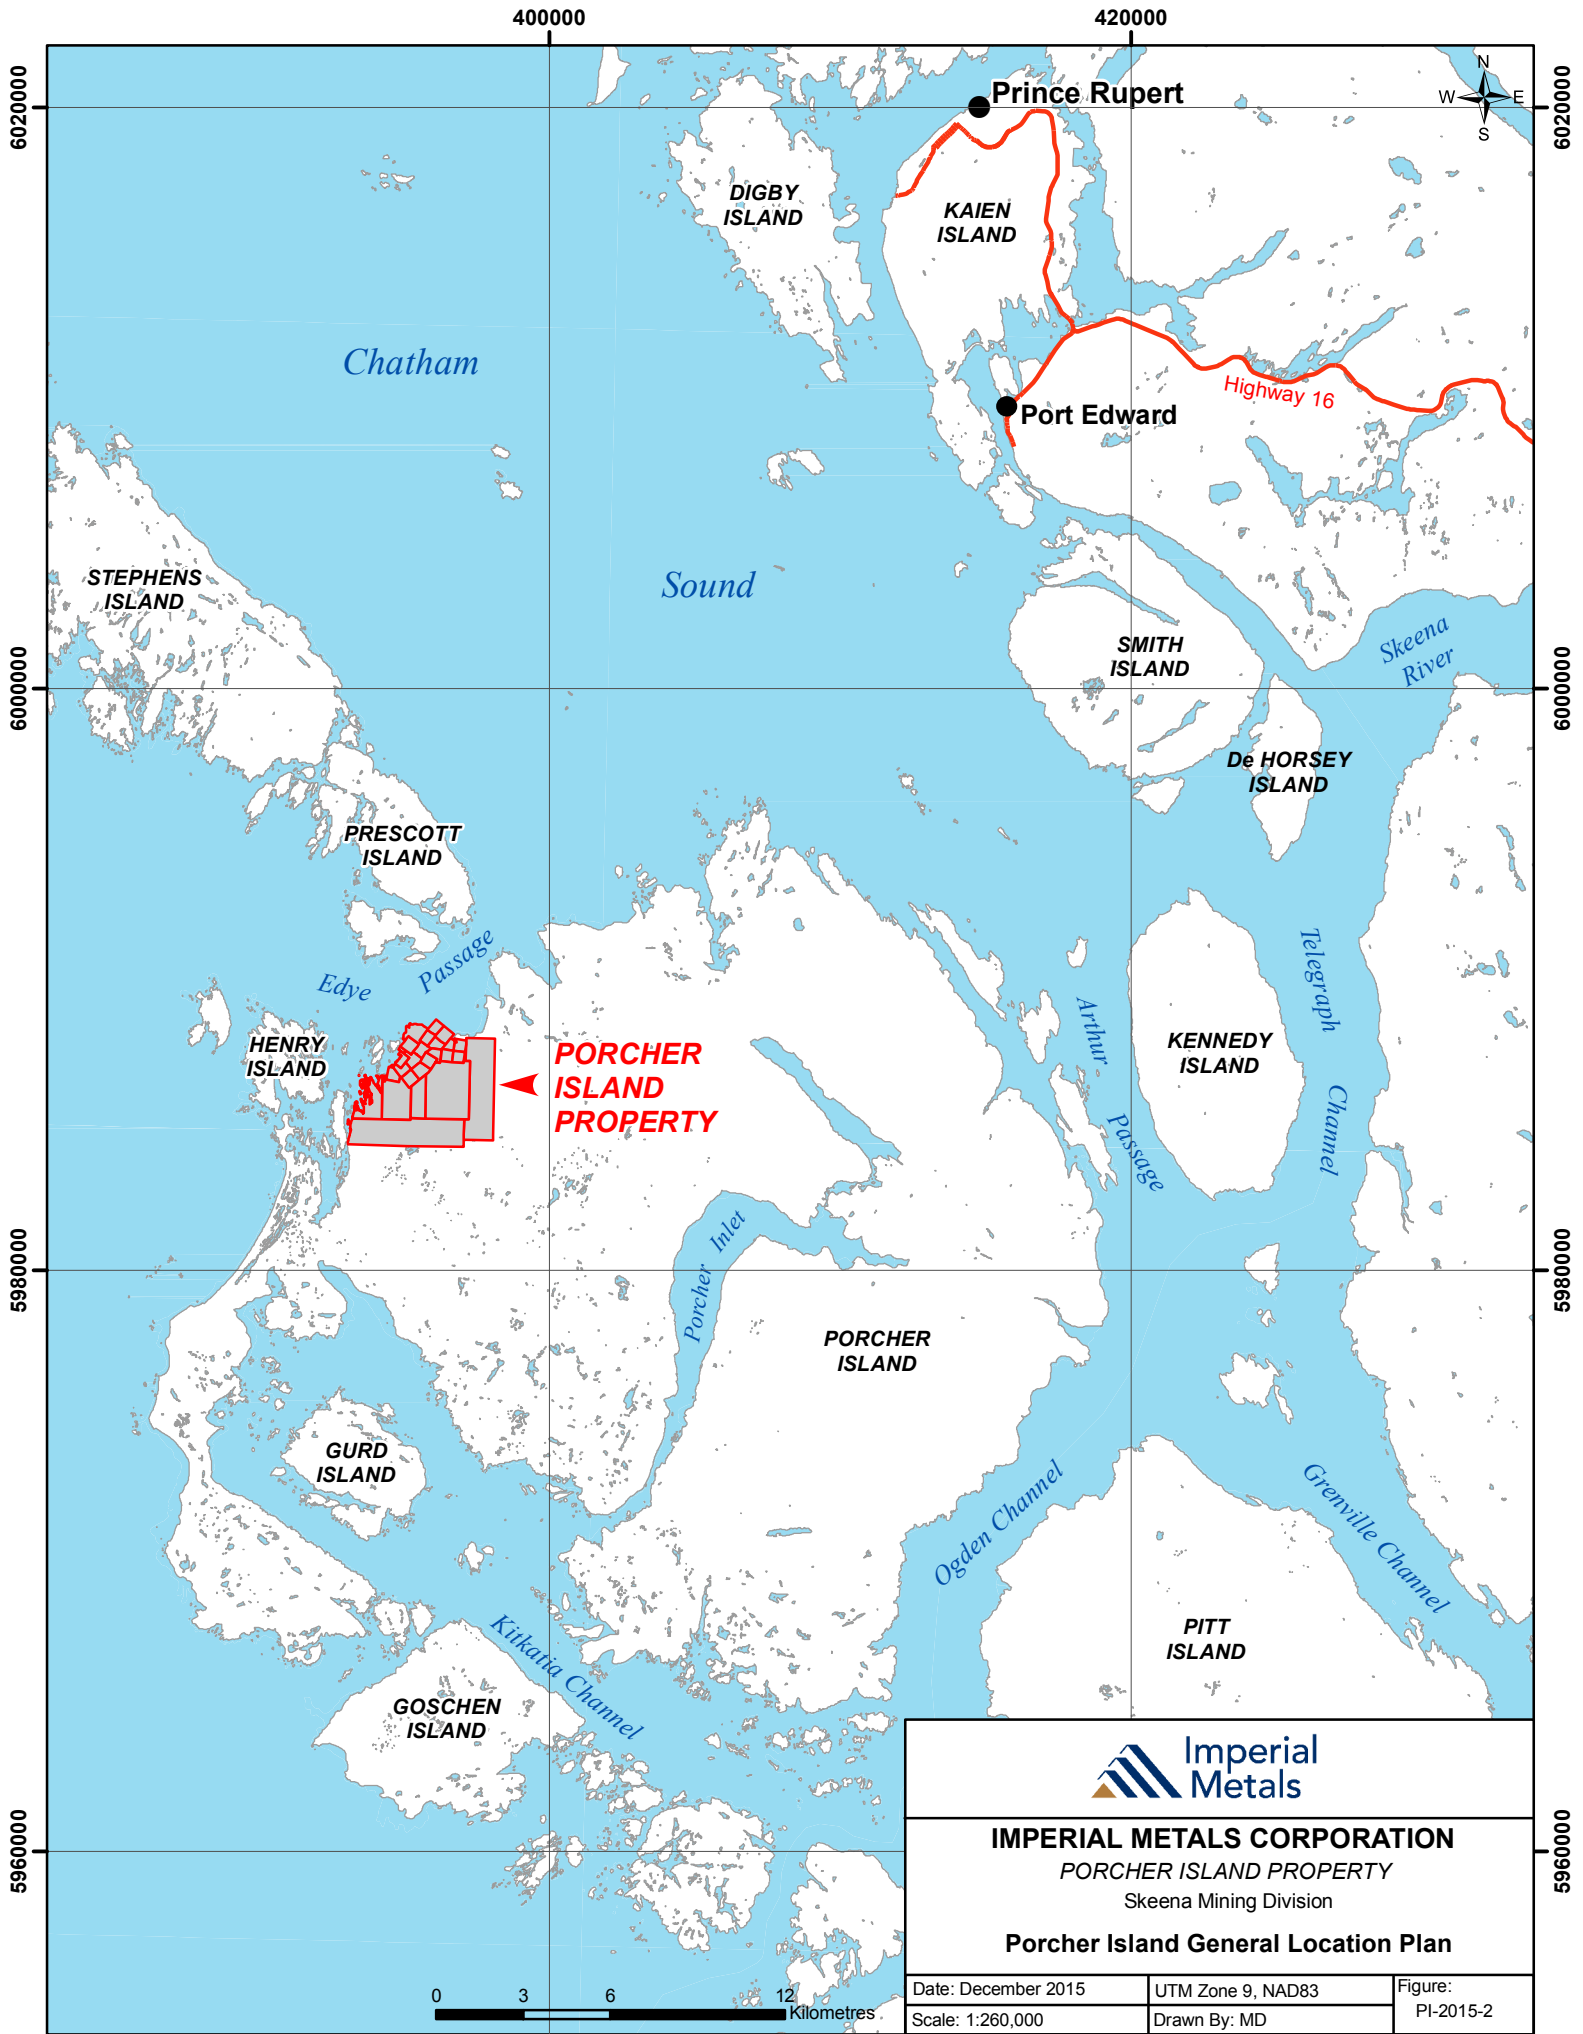 400000
420000
6020000
6020000
N
W
E
S
Prince Rupert
DIGBY
ISLAND
KAIEN
ISLAND
Chatham
Highway 16
Port Edward
STEPHENS
ISLAND
Sound
Skeena
River
SMITH
ISLAND
6000000
6000000
De HORSEY
ISLAND
PRESCOTT
ISLAND
Edye
Passage
Telegraph
Channel
Arthur
Passage
HENRY
ISLAND
PORCHER
ISLAND
PROPERTY
KENNEDY
ISLAND
Porcher Inlet
5980000
5980000
PORCHER
ISLAND
GURD
ISLAND
Ogden Channel
Grenville Channel
Kitkatia Channel
PITT
ISLAND
GOSCHEN
ISLAND
5960000
5960000
Imperial
Metals
IMPERIAL METALS CORPORATION
PORCHER ISLAND PROPERTY
Skeena Mining Division
Porcher Island General Location Plan
Date: December 2015
UTM Zone 9, NAD83
Figure:
PI-2015-2
Scale: 1:260,000
Drawn By: MD
0 3 6 12
Kilometres